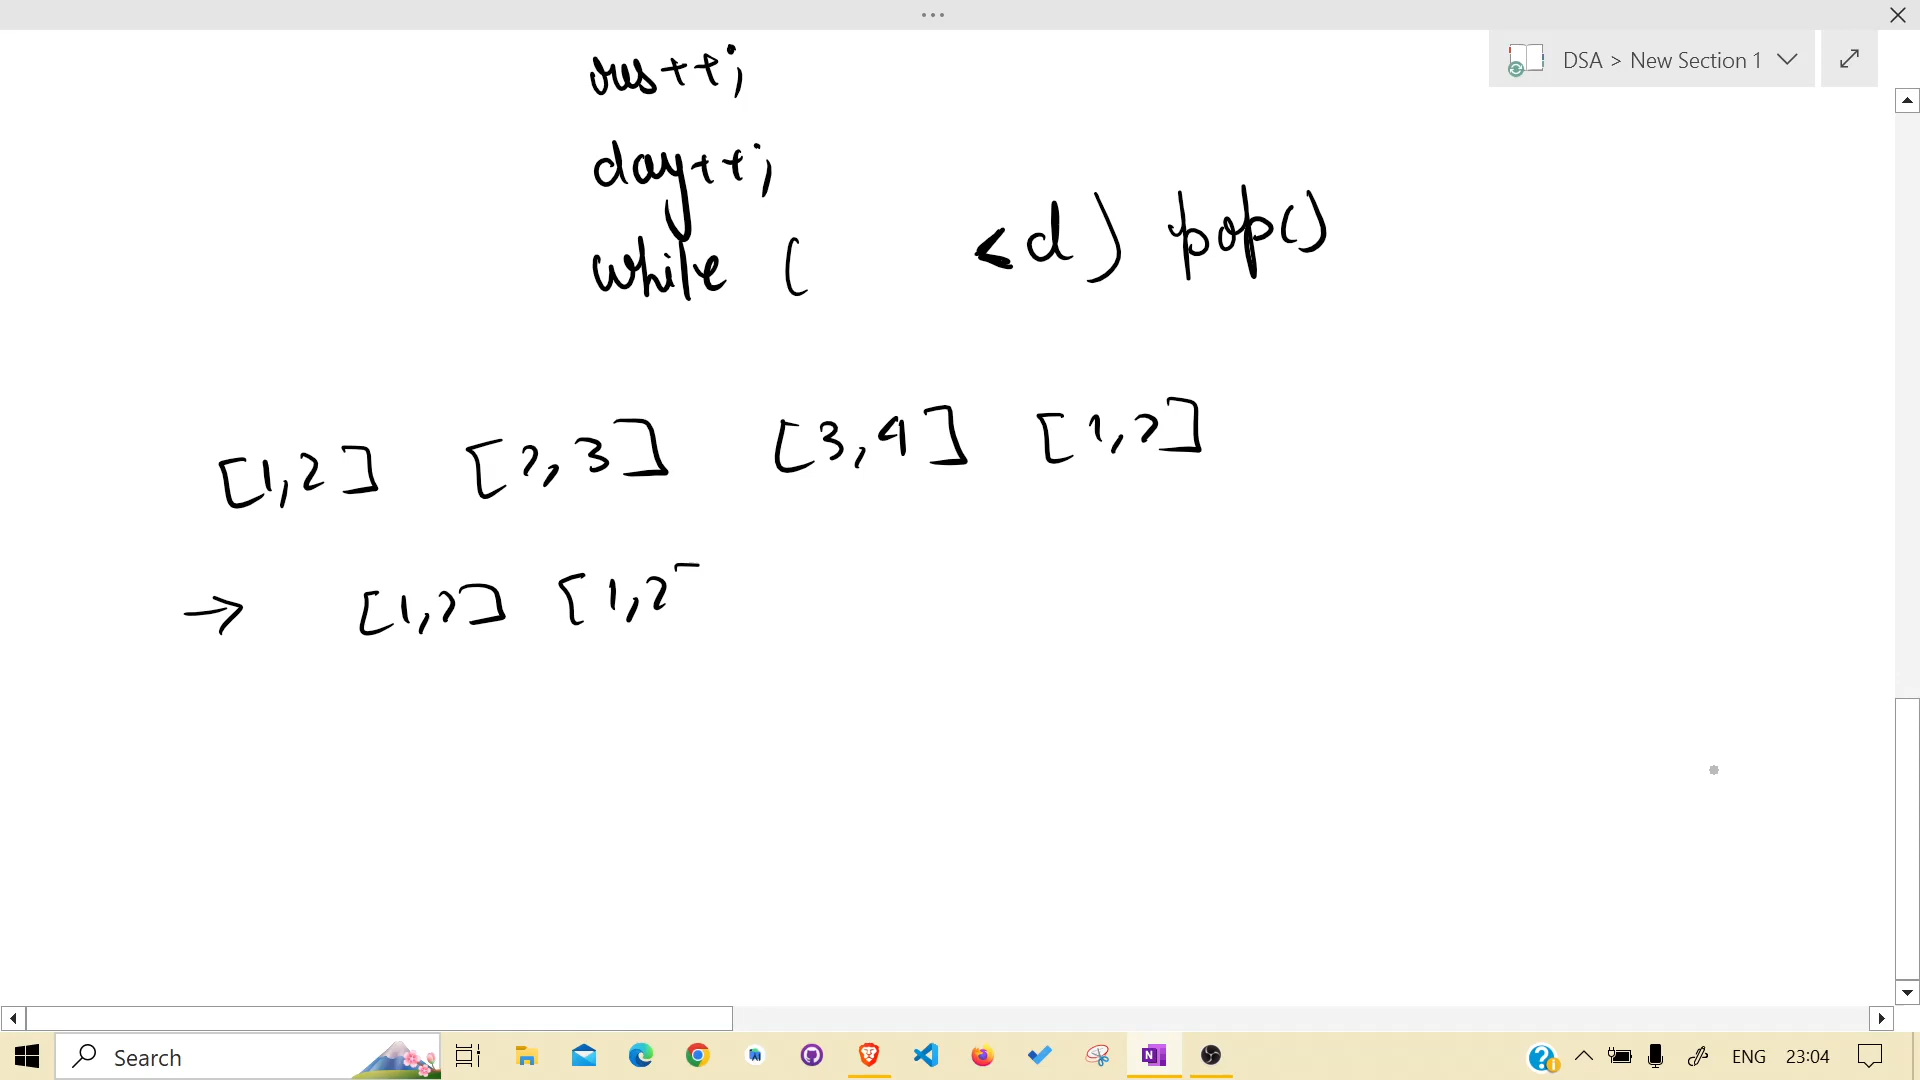 DSA > New Section 1
res++;
day++;
while ( <d) pop()
[1,2] [2,3] [3,4] [1,2]
→ [1,2] [1,2
Search
ENG 23:04